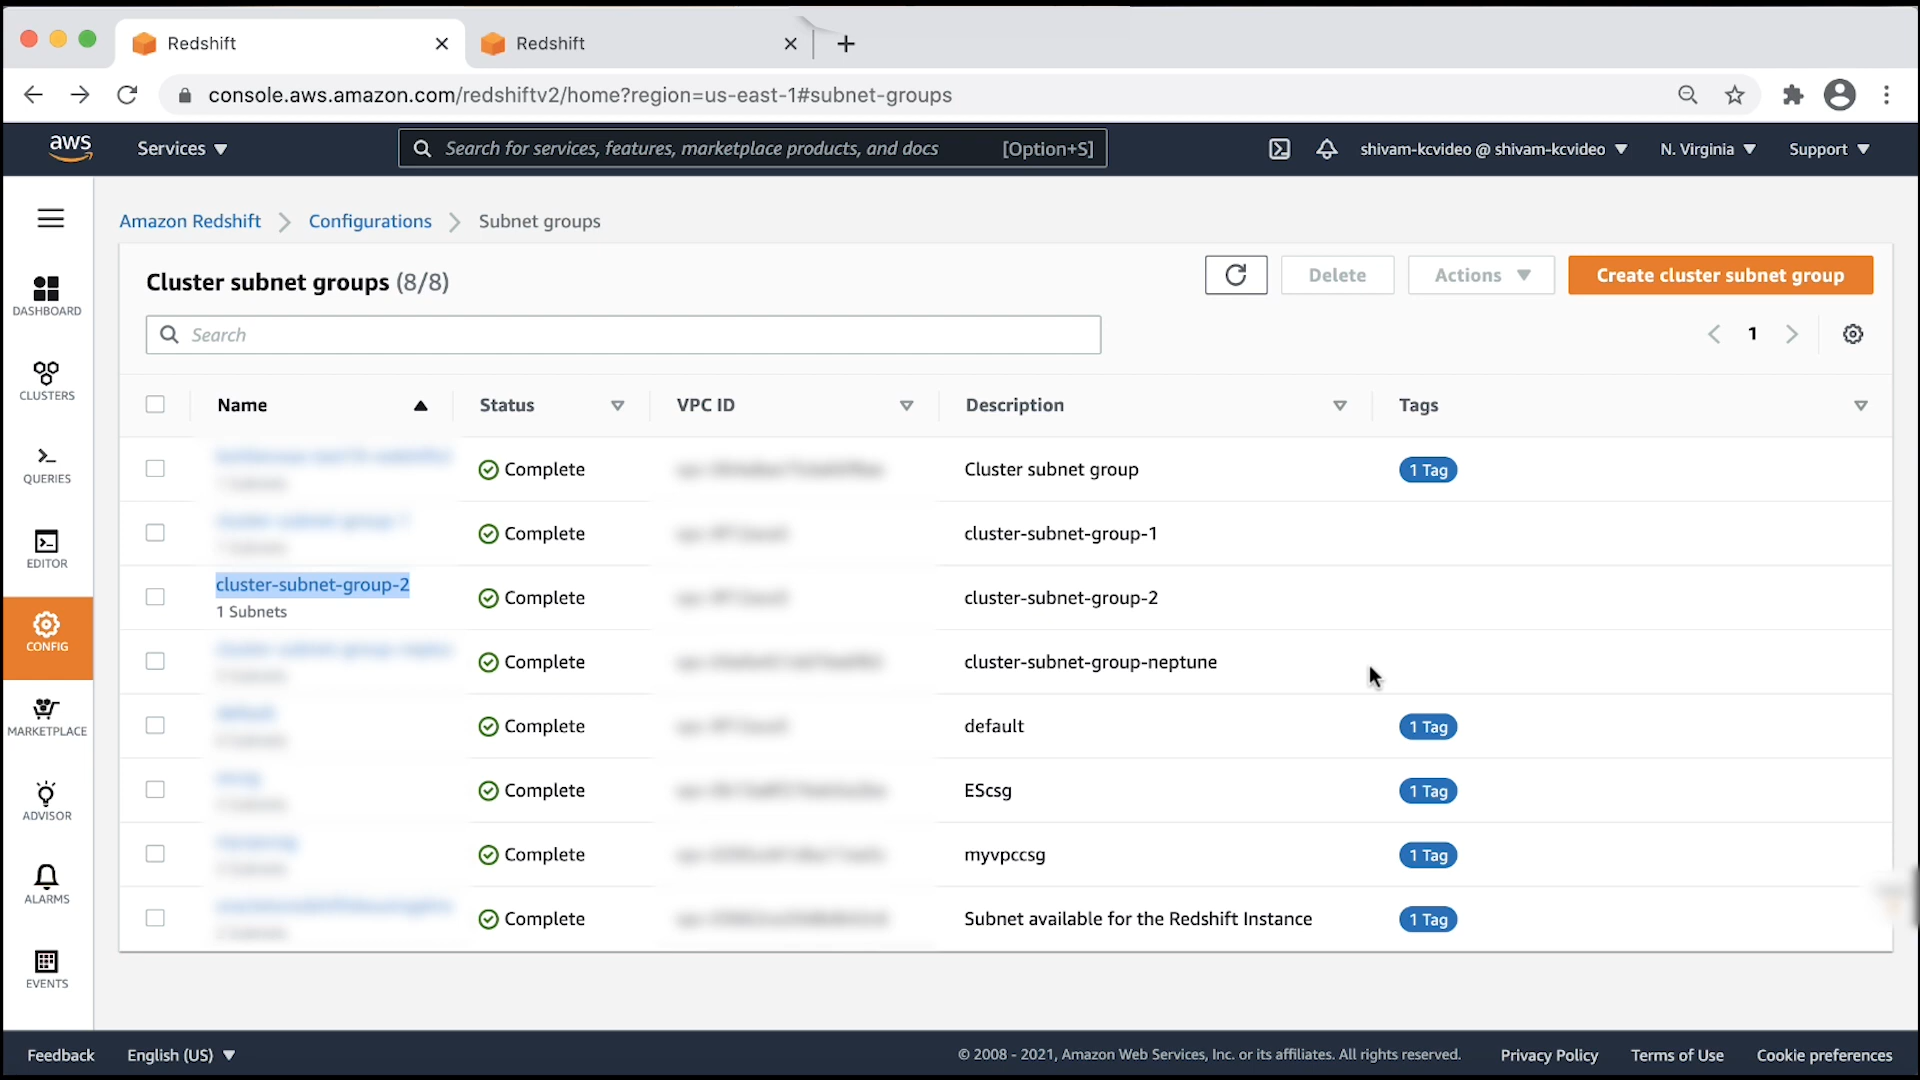 Redshift
Redshift
console.aws.amazon.com/redshiftv2/home?region=us-east-1#subnet-groups
aws Services Search for services, features, marketplace products, and docs [Option+S] shivam-kcvideo @ shivam-kcvideo N. Virginia Support
Amazon Redshift Configurations Subnet groups
Cluster subnet groups (8/8) Delete Actions Create cluster subnet group
Search 1
Name Status VPC ID Description Tags
Complete Cluster subnet group 1 Tag
Complete cluster-subnet-group-1
cluster-subnet-group-2
1 Subnets
Complete cluster-subnet-group-2
Complete cluster-subnet-group-neptune
Complete default 1 Tag
Complete EScsg 1 Tag
Complete myvpccsg 1 Tag
Complete Subnet available for the Redshift Instance 1 Tag
DASHBOARD
CLUSTERS
QUERIES
EDITOR
CONFIG
MARKETPLACE
ADVISOR
ALARMS
EVENTS
Feedback English (US) © 2008 - 2021, Amazon Web Services, Inc. or its affiliates. All rights reserved. Privacy Policy Terms of Use Cookie preferences